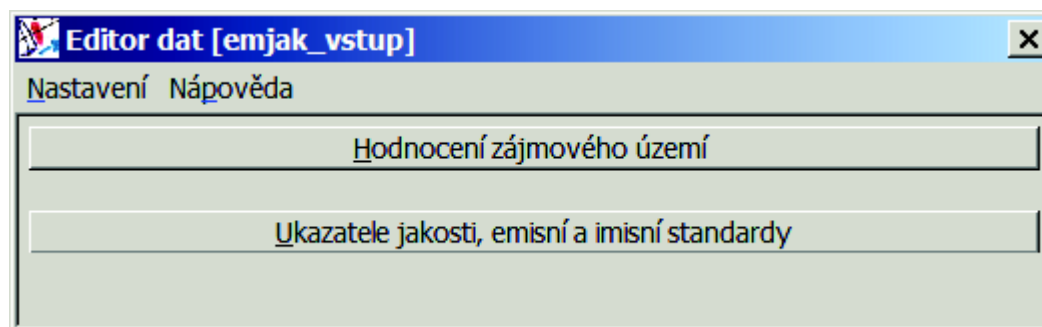 Editor dat [emjak_vstup]
Nastavení Nápověda
Hodnocení zájmového území
Ukazatele jakosti, emisní a imisní standardy